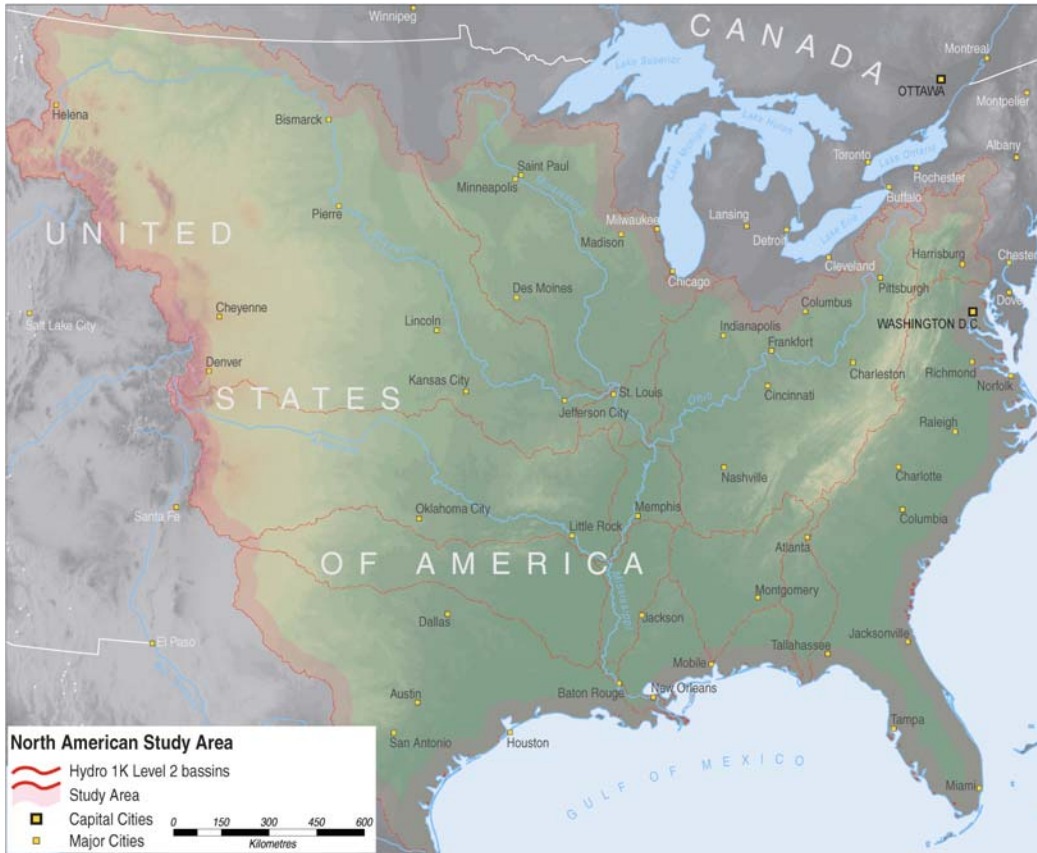 CANADA
Winnipeg
Montreal
OTTAWA
Lake Superior
Montpelier
Helena
Bismarck
Lake Huron
Lake Michigan
Toronto
Lake Ontario
Albany
Rochester
Saint Paul
Minneapolis
Mississippi
Buffalo
Pierre
UNITED
Milwaukee
Lansing
Madison
Detroit
Lake Erie
Harrisburg
Chester
Cleveland
Chicago
Pittsburgh
Des Moines
Columbus
Dove
Cheyenne
Salt Lake City
Lincoln
Indianapolis
WASHINGTON D.C.
Frankfort
Denver
Kansas City
Charleston
Richmond
Norfolk
STATES
St. Louis
Ohio
Cincinnati
Jefferson City
Raleigh
Nashville
Charlotte
Santa Fe
Oklahoma City
Memphis
Columbia
Little Rock
Atlanta
OF AMERICA
Mississippi
Montgomery
Dallas
Jackson
Jacksonville
El Paso
Tallahassee
Mobile
Austin
Baton Rouge
New Orleans
San Antonio
Houston
Tampa
GULF OF MEXICO
Miami
North American Study Area
Hydro 1K Level 2 bassins
Study Area
Capital Cities
Major Cities
0 150 300 450 600
Kilometres